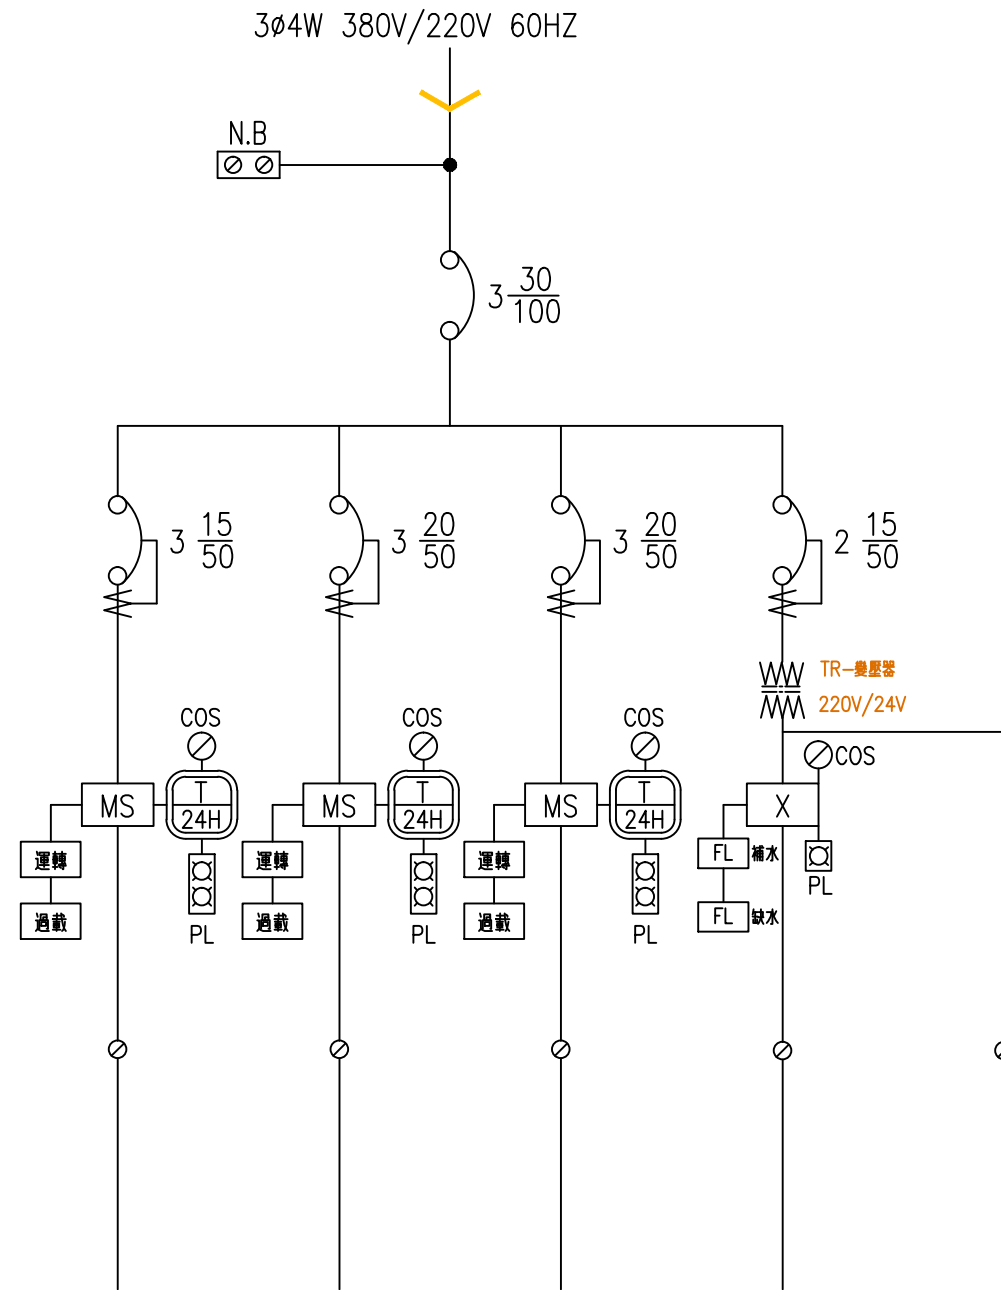 3ø4W 380V/220V 60HZ
N.B
3 30/100
3 15/50
3 20/50
3 20/50
2 15/50
TR-變壓器
220V/24V
COS
COS
COS
COS
MS
T
24H
MS
T
24H
MS
T
24H
X
運轉
運轉
運轉
FL 補水
PL
過載
過載
過載
FL 缺水
PL
PL
PL